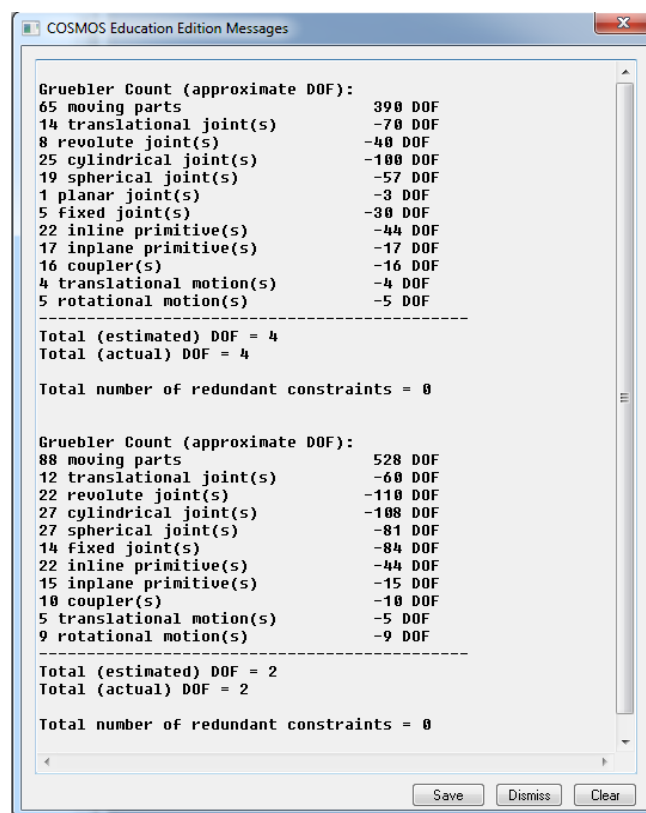 COSMOS Education Edition Messages
Gruebler Count (approximate DOF):
65 moving parts 390 DOF
14 translational joint(s) -70 DOF
8 revolute joint(s) -40 DOF
25 cylindrical joint(s) -100 DOF
19 spherical joint(s) -57 DOF
1 planar joint(s) -3 DOF
5 fixed joint(s) -30 DOF
22 inline primitive(s) -44 DOF
17 inplane primitive(s) -17 DOF
16 coupler(s) -16 DOF
4 translational motion(s) -4 DOF
5 rotational motion(s) -5 DOF
-----------------------------------------------
Total (estimated) DOF = 4
Total (actual) DOF = 4
Total number of redundant constraints = 0
Gruebler Count (approximate DOF):
88 moving parts 528 DOF
12 translational joint(s) -60 DOF
22 revolute joint(s) -110 DOF
27 cylindrical joint(s) -108 DOF
27 spherical joint(s) -81 DOF
14 fixed joint(s) -84 DOF
22 inline primitive(s) -44 DOF
15 inplane primitive(s) -15 DOF
10 coupler(s) -10 DOF
5 translational motion(s) -5 DOF
9 rotational motion(s) -9 DOF
-----------------------------------------------
Total (estimated) DOF = 2
Total (actual) DOF = 2
Total number of redundant constraints = 0
Save Dismiss Clear